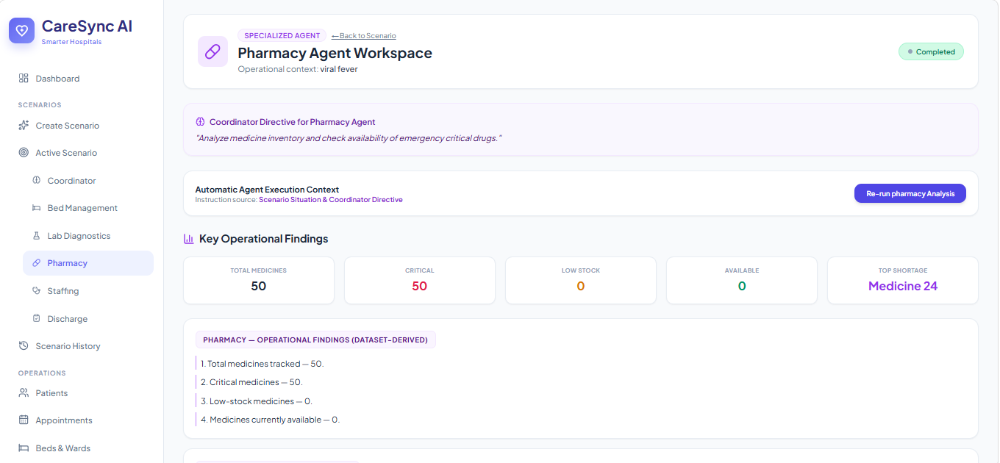 CareSync AI
Smarter Hospitals
Dashboard
SCENARIOS
Create Scenario
Active Scenario
Coordinator
Bed Management
Lab Diagnostics
Pharmacy
Staffing
Discharge
Scenario History
OPERATIONS
Patients
Appointments
Beds & Wards
SPECIALIZED AGENT
←Back to Scenario
Pharmacy Agent Workspace
Operational context: viral fever
Completed
Coordinator Directive for Pharmacy Agent
"Analyze medicine inventory and check availability of emergency critical drugs."
Automatic Agent Execution Context
Instruction source: Scenario Situation & Coordinator Directive
Re-run pharmacy Analysis
Key Operational Findings
TOTAL MEDICINES
50
CRITICAL
50
LOW STOCK
0
AVAILABLE
0
TOP SHORTAGE
Medicine 24
PHARMACY — OPERATIONAL FINDINGS (DATASET-DERIVED)
1. Total medicines tracked — 50.
2. Critical medicines — 50.
3. Low-stock medicines — 0.
4. Medicines currently available — 0.